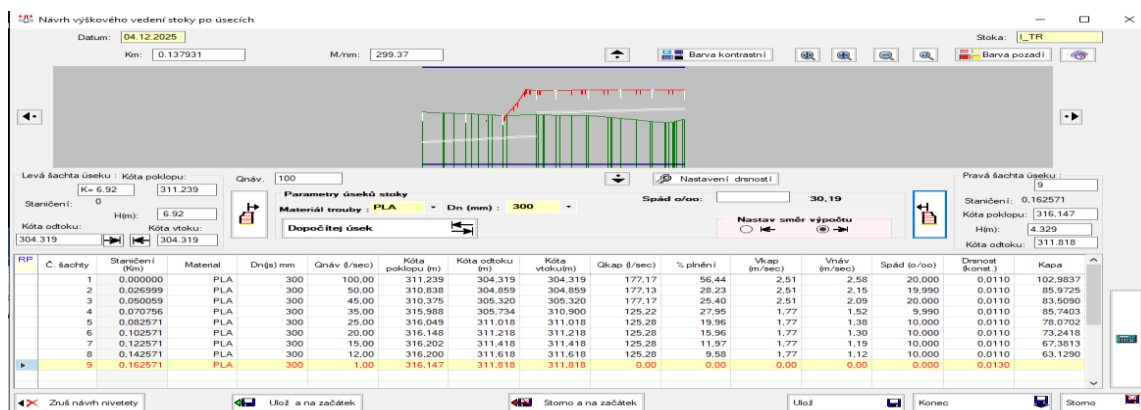 Návrh výškového vedení stoky po úsecích
Datum: 04.12.2025 Stoka: I_TR
Km: 0.137931 M/nm: 299.37 Barva kontrastní Barva pozadí
Levá šachta úseku : Kóta poklopu: Qnáv. 100 Nastavení drsností Pravá šachta úseku :
K= 6.92 311.239 9
Parametry úseků stoky Spád o/oo: 30,19
Staničení: 0 Staničení: 0.162571
Materiál trouby : PLA Dn (mm) : 300 Kóta poklopu: 316,147
H(m): 6.92 Nastav směr výpočtu H(m): 4.329
Kóta odtoku: Kóta vtoku: Dopočítej úsek
304.319 304.319 Kóta odtoku: 311.818
RP Č. šachty Staničení (Km) Material Dn(js) mm Qnáv (l/sec) Kóta poklopu (m) Kóta odtoku (m) Kóta vtoku(m) Qkap (l/sec) % plnění Vkap (m/sec) Vnáv (m/sec) Spád (o/oo) Drsnost (konst.) Kapa
1 0,000000 PLA 300 100,00 311,239 304,319 304,319 177,17 56,44 2,51 2,58 20,000 0,0110 102,9837
2 0,026999 PLA 300 50,00 310,838 304,859 304,859 177,13 28,23 2,51 2,15 19,990 0,0110 85,9725
3 0,050059 PLA 300 45,00 310,375 305,320 305,320 177,17 25,40 2,51 2,09 20,000 0,0110 83,5090
4 0,070756 PLA 300 35,00 315,988 305,734 310,900 125,22 27,95 1,77 1,52 9,990 0,0110 85,7403
5 0,082571 PLA 300 25,00 316,049 311,018 311,018 125,28 19,96 1,77 1,38 10,000 0,0110 78,0702
6 0,102571 PLA 300 20,00 316,148 311,218 311,218 125,28 15,96 1,77 1,30 10,000 0,0110 73,2418
7 0,122571 PLA 300 15,00 316,202 311,418 311,418 125,28 11,97 1,77 1,19 10,000 0,0110 67,3813
8 0,142571 PLA 300 12,00 316,200 311,618 311,618 125,28 9,58 1,77 1,12 10,000 0,0110 63,1290
9 0,162571 PLA 300 1,00 316,147 311,818 311,818 0,00 0,00 0,00 0,00 0,000 0,0130
Zruš návrh nivelety Ulož a na začátek Storno a na začátek Ulož Konec Storno